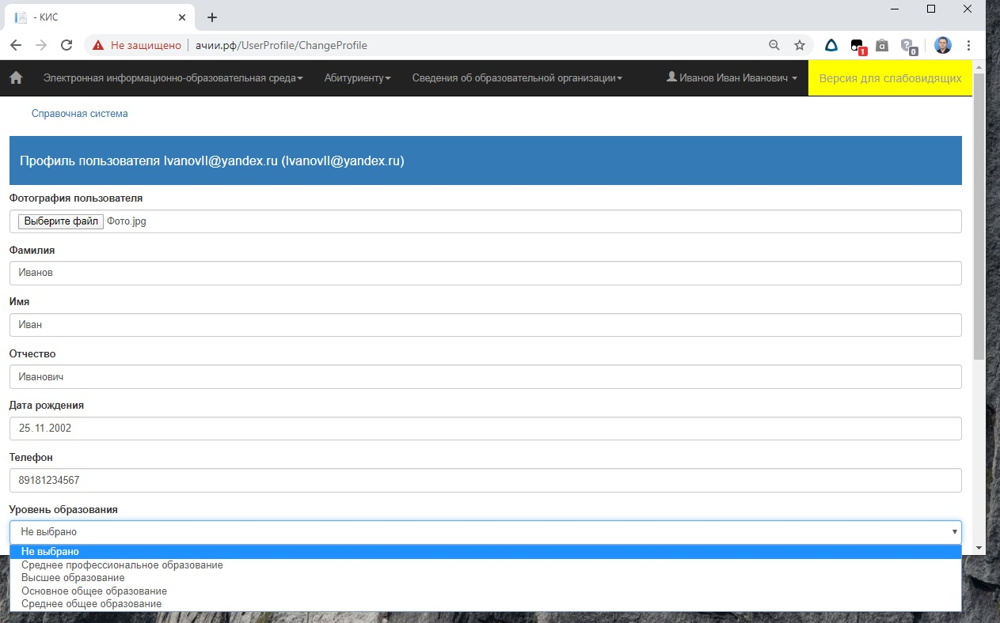 - КИС
Не защищено
ачии.рф/UserProfile/ChangeProfile
1
a
0
Электронная информационно-образовательная среда
Абитуриенту
Сведения об образовательной организации
Иванов Иван Иванович
Версия для слабовидящих
Справочная система
Профиль пользователя IvanovII@yandex.ru (IvanovII@yandex.ru)
Фотография пользователя
Выберите файл Фото.jpg
Фамилия
Иванов
Имя
Иван
Отчество
Иванович
Дата рождения
25.11.2002
Телефон
89181234567
Уровень образования
Не выбрано
Не выбрано
Среднее профессиональное образование
Высшее образование
Основное общее образование
Среднее общее образование